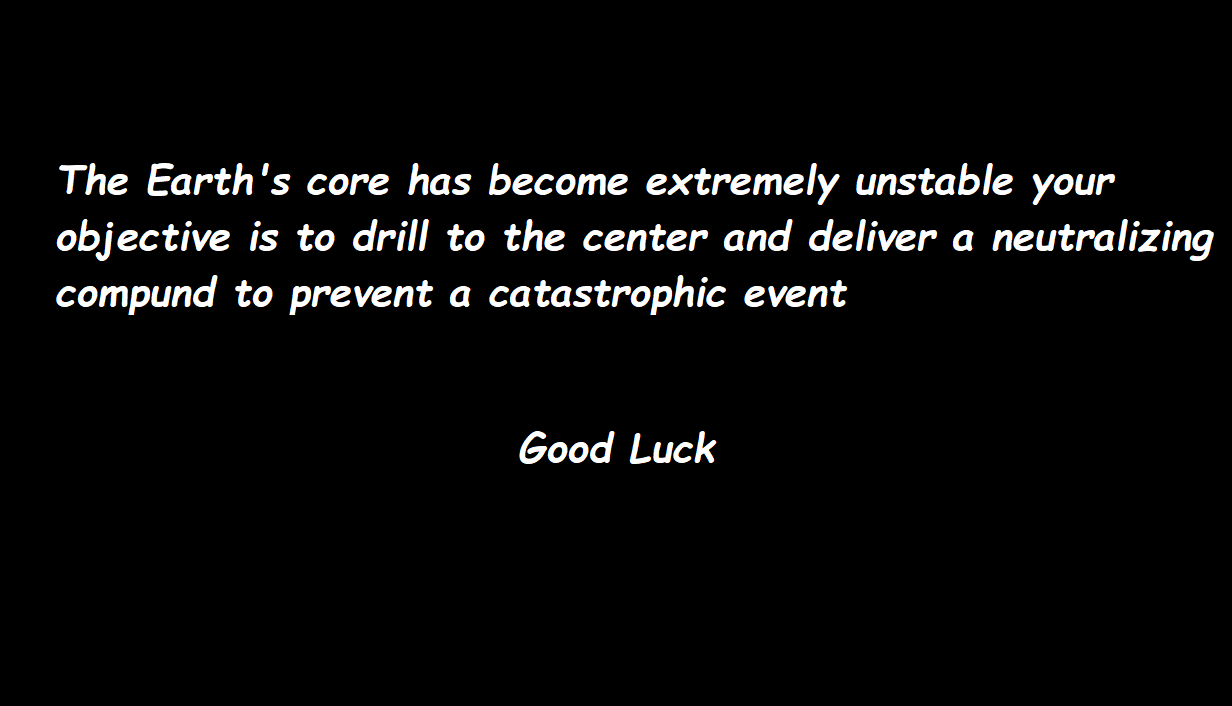 The Earth's core has become extremely unstable your
objective is to drill to the center and deliver a neutralizing
compund to prevent a catastrophic event
Good Luck